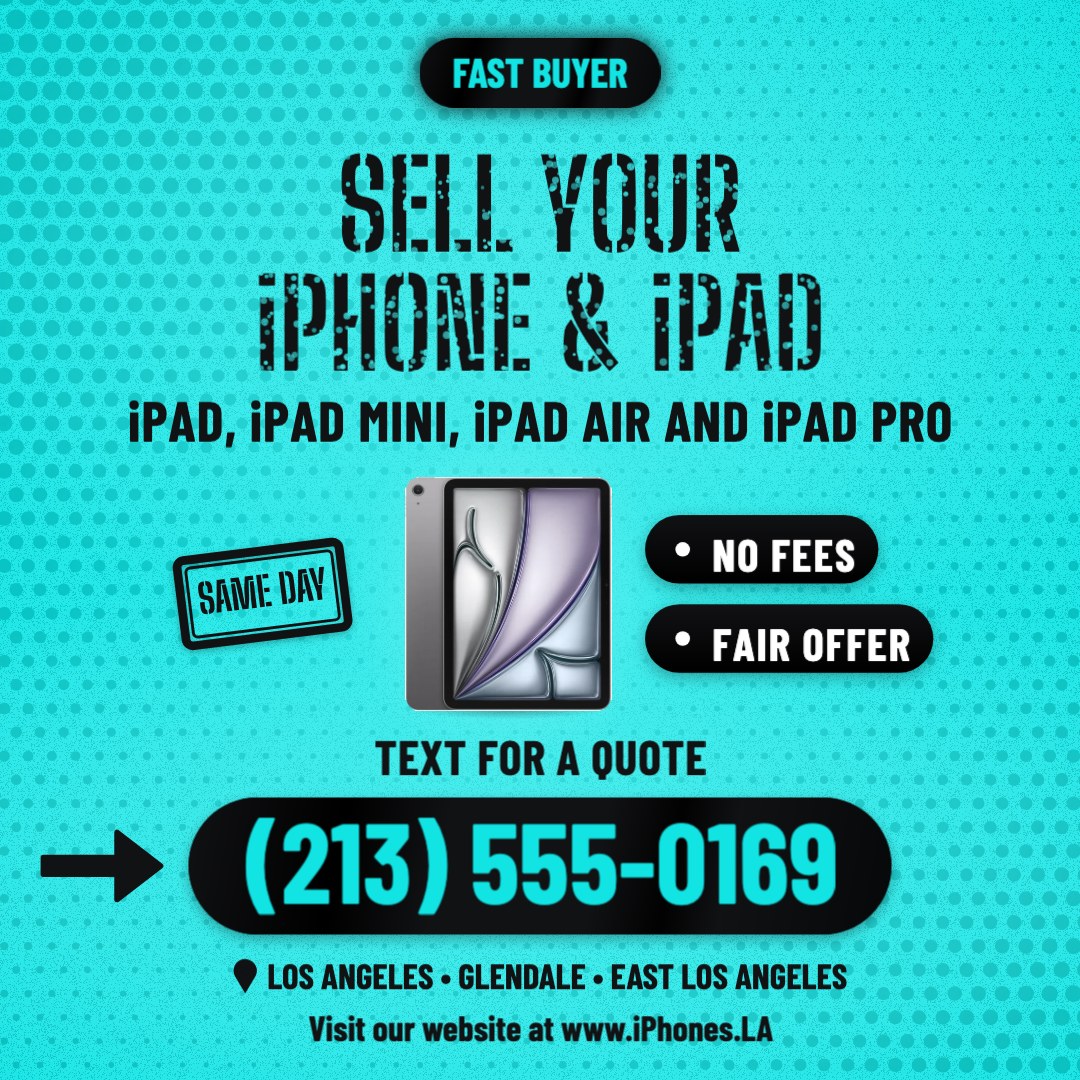 FAST BUYER
SELL YOUR
iPHONE & iPAD
iPAD, iPAD MINI, iPAD AIR AND iPAD PRO
SAME DAY
• NO FEES
• FAIR OFFER
TEXT FOR A QUOTE
(213) 555-0169
LOS ANGELES • GLENDALE • EAST LOS ANGELES
Visit our website at www.iPhones.LA